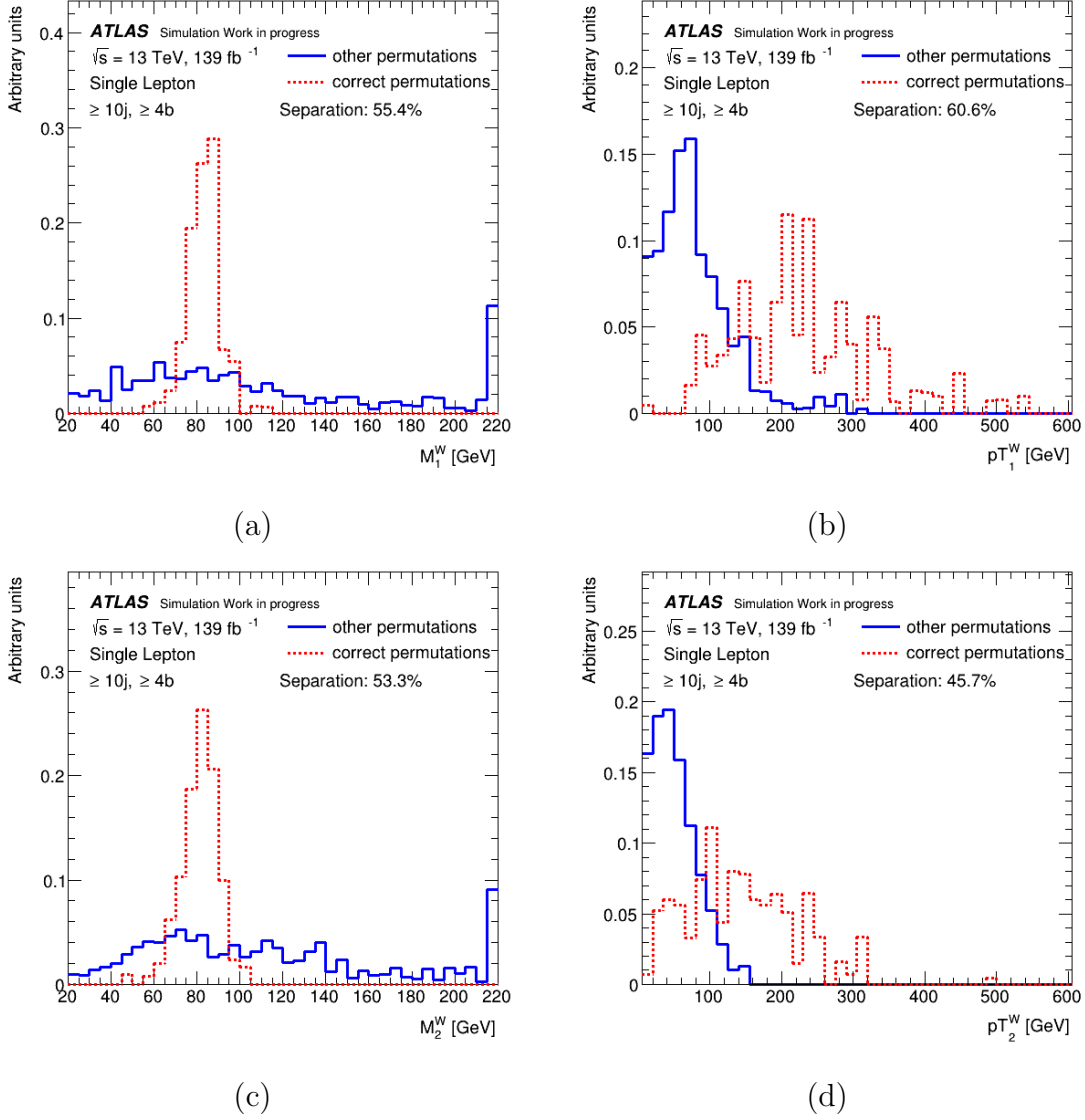 Arbitrary units
0.4
0.3
0.2
0.1
0
ATLAS Simulation Work in progress
√s = 13 TeV, 139 fb -1
Single Lepton
≥ 10j, ≥ 4b
other permutations
correct permutations
Separation: 55.4%
20 40 60 80 100 120 140 160 180 200 220
M₁ᵂ [GeV]
(a)
Arbitrary units
0.2
0.15
0.1
0.05
0
ATLAS Simulation Work in progress
√s = 13 TeV, 139 fb -1
Single Lepton
≥ 10j, ≥ 4b
other permutations
correct permutations
Separation: 60.6%
100 200 300 400 500 600
pT₁ᵂ [GeV]
(b)
Arbitrary units
0.3
0.2
0.1
0
ATLAS Simulation Work in progress
√s = 13 TeV, 139 fb -1
Single Lepton
≥ 10j, ≥ 4b
other permutations
correct permutations
Separation: 53.3%
20 40 60 80 100 120 140 160 180 200 220
M₂ᵂ [GeV]
(c)
Arbitrary units
0.25
0.2
0.15
0.1
0.05
0
ATLAS Simulation Work in progress
√s = 13 TeV, 139 fb -1
Single Lepton
≥ 10j, ≥ 4b
other permutations
correct permutations
Separation: 45.7%
100 200 300 400 500 600
pT₂ᵂ [GeV]
(d)